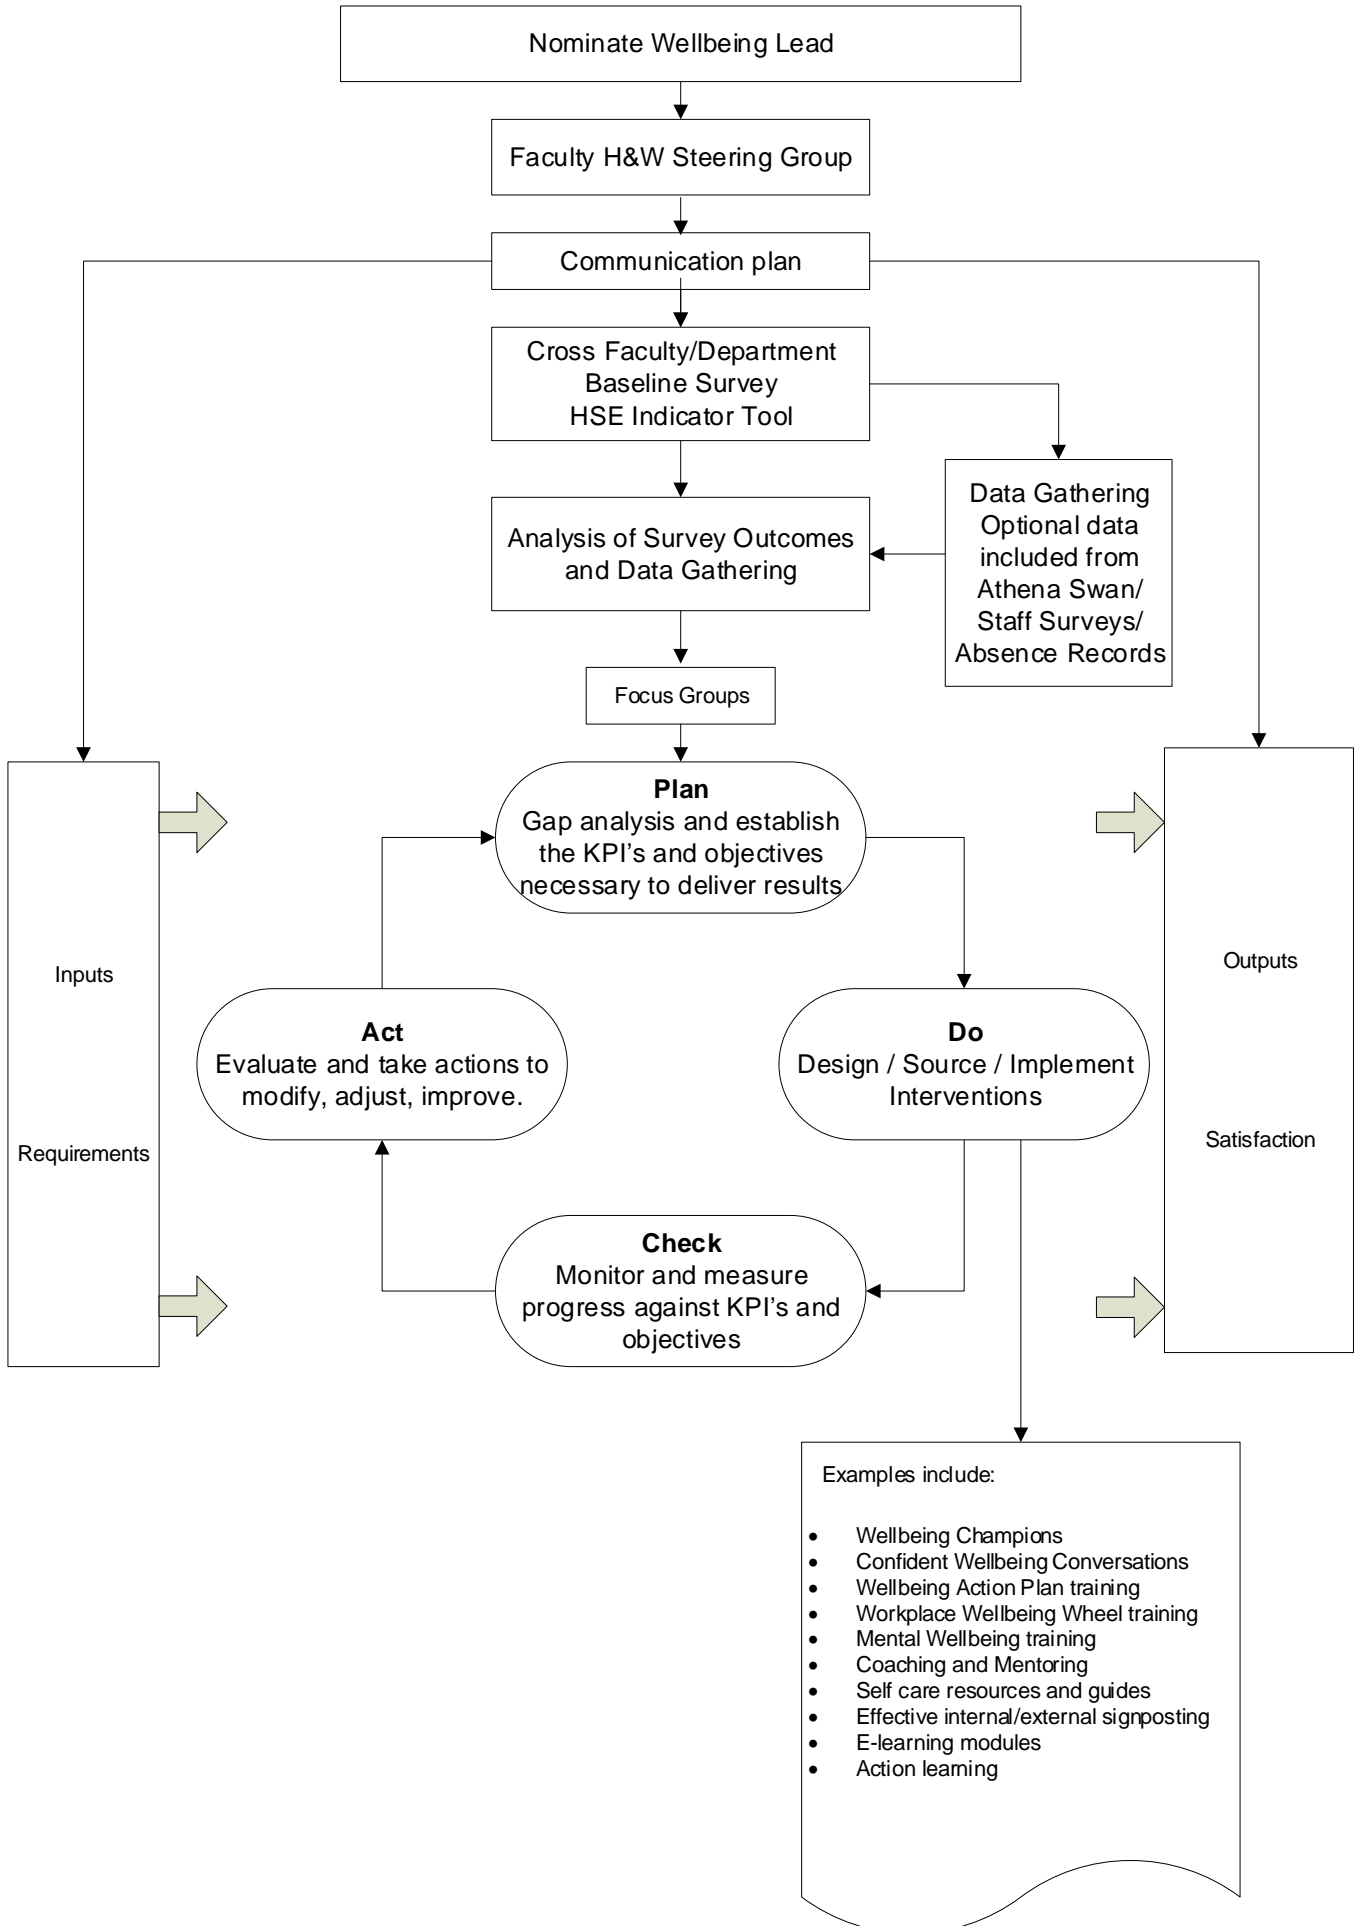 Nominate Wellbeing Lead
Faculty H&W Steering Group
Communication plan
Cross Faculty/Department
Baseline Survey
HSE Indicator Tool
Data Gathering
Optional data
included from
Athena Swan/
Staff Surveys/
Absence Records
Analysis of Survey Outcomes
and Data Gathering
Focus Groups
Plan
Gap analysis and establish
the KPI's and objectives
necessary to deliver results
Inputs
Requirements
Act
Evaluate and take actions to
modify, adjust, improve.
Do
Design / Source / Implement
Interventions
Outputs
Satisfaction
Check
Monitor and measure
progress against KPI's and
objectives
Examples include:
• Wellbeing Champions
• Confident Wellbeing Conversations
• Wellbeing Action Plan training
• Workplace Wellbeing Wheel training
• Mental Wellbeing training
• Coaching and Mentoring
• Self care resources and guides
• Effective internal/external signposting
• E-learning modules
• Action learning